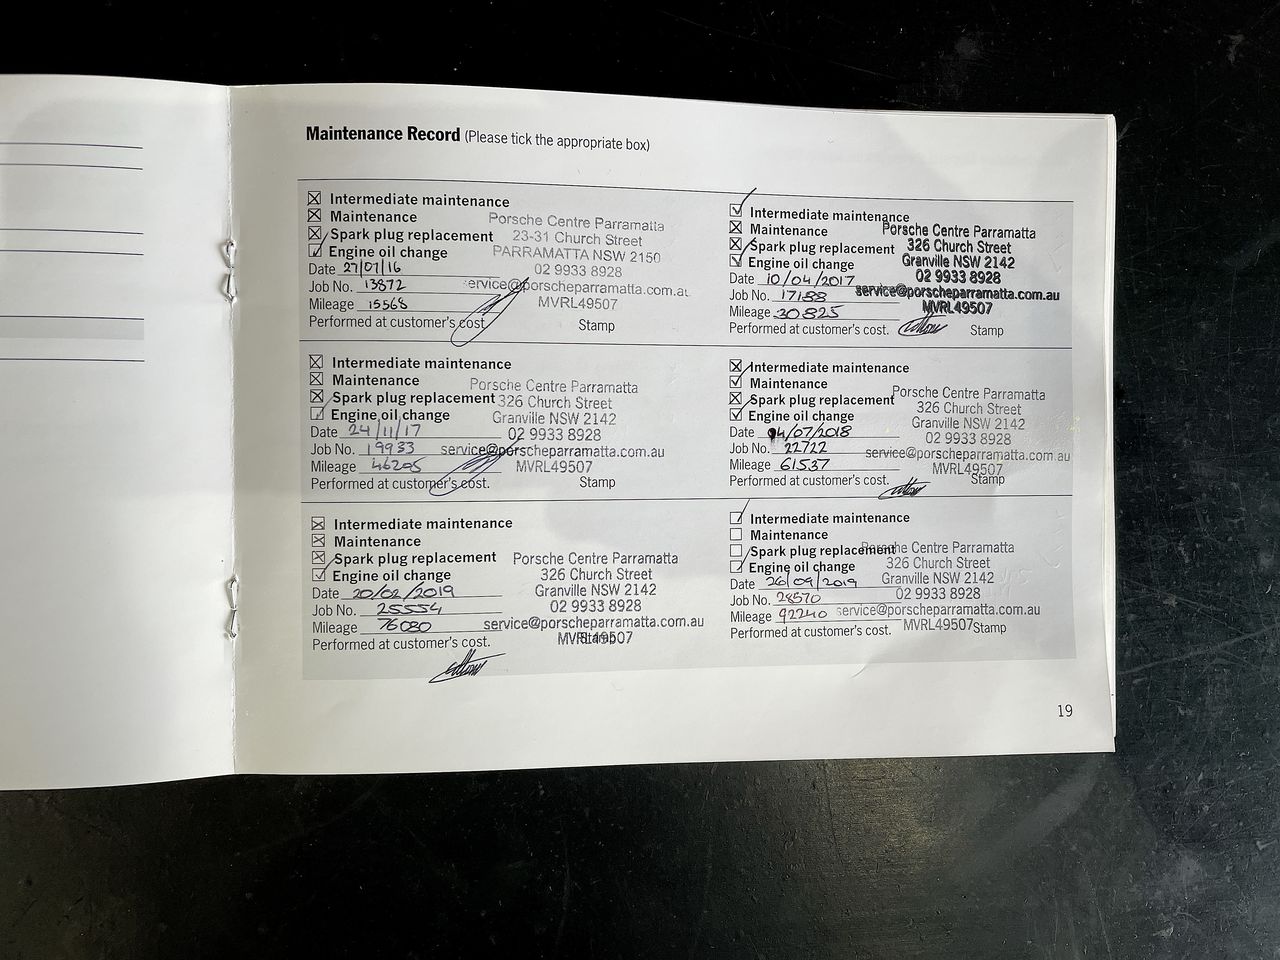 Maintenance Record (Please tick the appropriate box)
Intermediate maintenance
Maintenance
Spark plug replacement
Engine oil change
Date 27/07/16
Job No. 13872
Mileage 15568
Performed at customer's cost.
Porsche Centre Parramatta
23-31 Church Street
PARRAMATTA NSW 2150
02 9933 8928
service@porscheparramatta.com.au
MVRL49507
Stamp
Intermediate maintenance
Maintenance
Spark plug replacement
Engine oil change
Date 10/04/2017
Job No. 17188
Mileage 30825
Performed at customer's cost.
Porsche Centre Parramatta
326 Church Street
Granville NSW 2142
02 9933 8928
service@porscheparramatta.com.au
MVRL49507
Stamp
Intermediate maintenance
Maintenance
Spark plug replacement
Engine oil change
Date 24/11/17
Job No. 19933
Mileage 46205
Performed at customer's cost.
Porsche Centre Parramatta
326 Church Street
Granville NSW 2142
02 9933 8928
service@porscheparramatta.com.au
MVRL49507
Stamp
Intermediate maintenance
Maintenance
Spark plug replacement
Engine oil change
Date 04/07/2018
Job No. 22722
Mileage 61537
Performed at customer's cost.
Porsche Centre Parramatta
326 Church Street
Granville NSW 2142
02 9933 8928
service@porscheparramatta.com.au
MVRL49507
Stamp
Intermediate maintenance
Maintenance
Spark plug replacement
Engine oil change
Date 20/02/2019
Job No. 25554
Mileage 76080
Performed at customer's cost.
Porsche Centre Parramatta
326 Church Street
Granville NSW 2142
02 9933 8928
service@porscheparramatta.com.au
MVRL49507
Stamp
Intermediate maintenance
Maintenance
Spark plug replacement
Engine oil change
Date 26/09/2019
Job No. 28570
Mileage 92240
Performed at customer's cost.
Porsche Centre Parramatta
326 Church Street
Granville NSW 2142
02 9933 8928
service@porscheparramatta.com.au
MVRL49507
Stamp
19